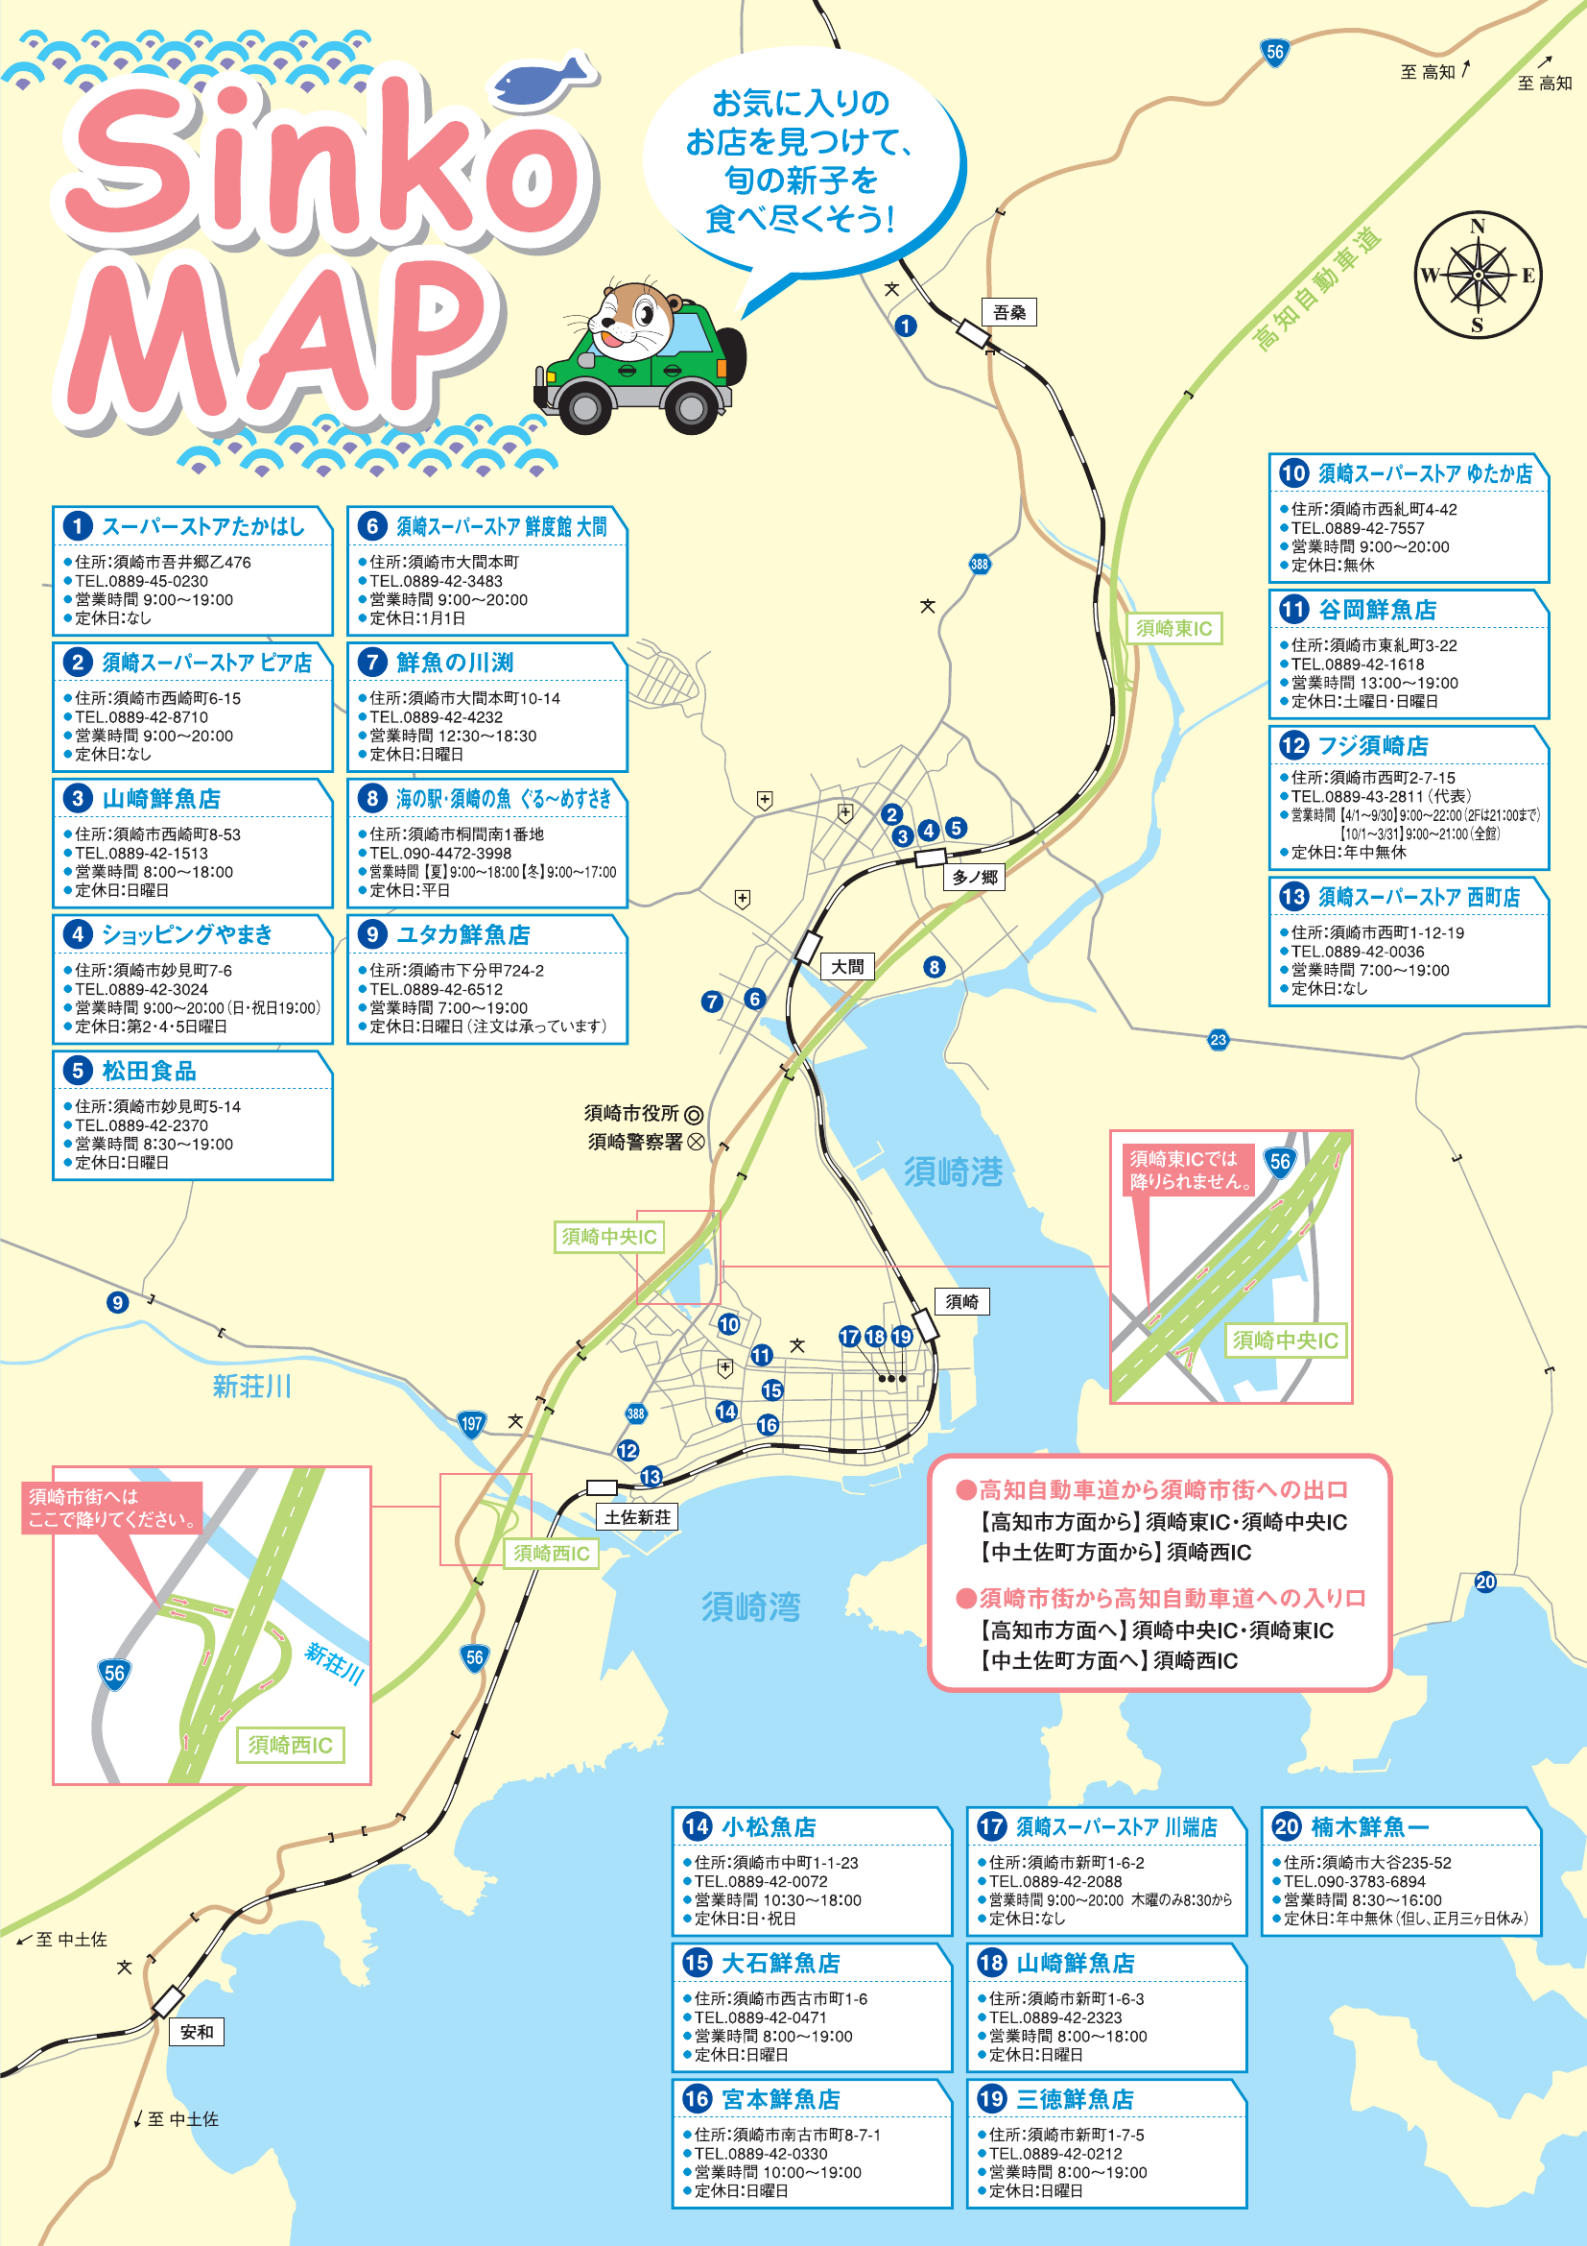 Sinko
MAP
お気に入りの
お店を見つけて、
旬の新子を
食べ尽くそう!
56
至 高知
至 高知
高知自動車道
N
W
E
S
吾桑
1
1 スーパーストアたかはし
●住所:須崎市吾井郷乙476
●TEL.0889-45-0230
●営業時間 9:00〜19:00
●定休日:なし
2 須崎スーパーストア ピア店
●住所:須崎市西崎町6-15
●TEL.0889-42-8710
●営業時間 9:00〜20:00
●定休日:なし
3 山崎鮮魚店
●住所:須崎市西崎町8-53
●TEL.0889-42-1513
●営業時間 8:00〜18:00
●定休日:日曜日
4 ショッピングやまき
●住所:須崎市妙見町7-6
●TEL.0889-42-3024
●営業時間 9:00〜20:00(日・祝日19:00)
●定休日:第2・4・5日曜日
5 松田食品
●住所:須崎市妙見町5-14
●TEL.0889-42-2370
●営業時間 8:30〜19:00
●定休日:日曜日
6 須崎スーパーストア 鮮度館 大間
●住所:須崎市大間本町
●TEL.0889-42-3483
●営業時間 9:00〜20:00
●定休日:1月1日
7 鮮魚の川渕
●住所:須崎市大間本町10-14
●TEL.0889-42-4232
●営業時間 12:30〜18:30
●定休日:日曜日
8 海の駅・須崎の魚 ぐる〜めすさき
●住所:須崎市桐間南1番地
●TEL.090-4472-3998
●営業時間【夏】9:00〜18:00【冬】9:00〜17:00
●定休日:平日
9 ユタカ鮮魚店
●住所:須崎市下分甲724-2
●TEL.0889-42-6512
●営業時間 7:00〜19:00
●定休日:日曜日(注文は承っています)
10 須崎スーパーストア ゆたか店
●住所:須崎市西糺町4-42
●TEL.0889-42-7557
●営業時間 9:00〜20:00
●定休日:無休
11 谷岡鮮魚店
●住所:須崎市東糺町3-22
●TEL.0889-42-1618
●営業時間 13:00〜19:00
●定休日:土曜日・日曜日
12 フジ須崎店
●住所:須崎市西町2-7-15
●TEL.0889-43-2811(代表)
●営業時間【4/1〜9/30】9:00〜22:00(2Fは21:00まで)
【10/1〜3/31】9:00〜21:00(全館)
●定休日:年中無休
13 須崎スーパーストア 西町店
●住所:須崎市西町1-12-19
●TEL.0889-42-0036
●営業時間 7:00〜19:00
●定休日:なし
388
須崎東IC
2
3
4
5
多ノ郷
大間
8
7
6
23
須崎市役所
須崎警察署
須崎港
須崎中央IC
須崎東ICでは
降りられません。
56
須崎中央IC
須崎
9
10
11
17
18
19
15
14
16
新荘川
197
388
12
13
土佐新荘
須崎西IC
須崎市街へは
ここで降りてください。
56
新荘川
須崎西IC
56
須崎湾
●高知自動車道から須崎市街への出口
【高知市方面から】須崎東IC・須崎中央IC
【中土佐町方面から】須崎西IC
●須崎市街から高知自動車道への入り口
【高知市方面へ】須崎中央IC・須崎東IC
【中土佐町方面へ】須崎西IC
20
14 小松魚店
●住所:須崎市中町1-1-23
●TEL.0889-42-0072
●営業時間 10:30〜18:00
●定休日:日・祝日
15 大石鮮魚店
●住所:須崎市西古市町1-6
●TEL.0889-42-0471
●営業時間 8:00〜19:00
●定休日:日曜日
16 宮本鮮魚店
●住所:須崎市南古市町8-7-1
●TEL.0889-42-0330
●営業時間 10:00〜19:00
●定休日:日曜日
17 須崎スーパーストア 川端店
●住所:須崎市新町1-6-2
●TEL.0889-42-2088
●営業時間 9:00〜20:00 木曜のみ8:30から
●定休日:なし
18 山崎鮮魚店
●住所:須崎市新町1-6-3
●TEL.0889-42-2323
●営業時間 8:00〜18:00
●定休日:日曜日
19 三徳鮮魚店
●住所:須崎市新町1-7-5
●TEL.0889-42-0212
●営業時間 8:00〜19:00
●定休日:日曜日
20 楠木鮮魚一
●住所:須崎市大谷235-52
●TEL.090-3783-6894
●営業時間 8:30〜16:00
●定休日:年中無休(但し、正月三ヶ日休み)
至 中土佐
安和
至 中土佐